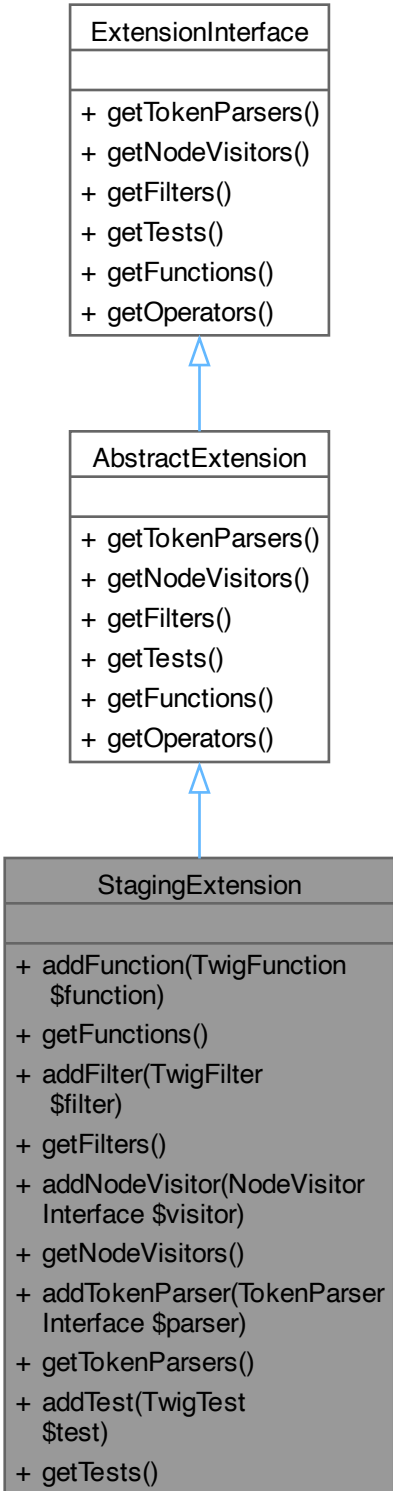 ExtensionInterface
+ getTokenParsers()
+ getNodeVisitors()
+ getFilters()
+ getTests()
+ getFunctions()
+ getOperators()
AbstractExtension
+ getTokenParsers()
+ getNodeVisitors()
+ getFilters()
+ getTests()
+ getFunctions()
+ getOperators()
StagingExtension
+ addFunction(TwigFunction
$function)
+ getFunctions()
+ addFilter(TwigFilter
$filter)
+ getFilters()
+ addNodeVisitor(NodeVisitor
Interface $visitor)
+ getNodeVisitors()
+ addTokenParser(TokenParser
Interface $parser)
+ getTokenParsers()
+ addTest(TwigTest
$test)
+ getTests()